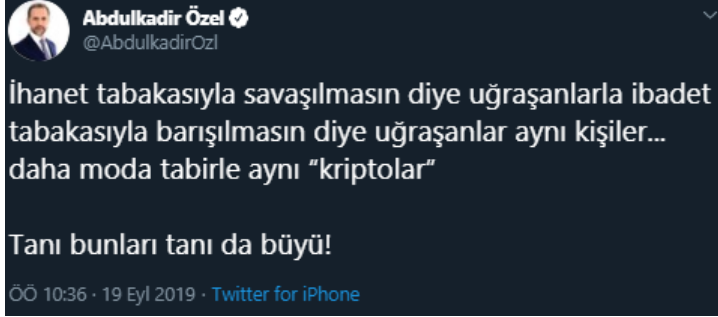 Abdulkadir Özel
@AbdulkadirOzl
İhanet tabakasıyla savaşılmasın diye uğraşanlarla ibadet
tabakasıyla barışılmasın diye uğraşanlar aynı kişiler...
daha moda tabirle aynı “kriptolar”
Tanı bunları tanı da büyü!
ÖÖ 10:36 · 19 Eyl 2019 · Twitter for iPhone